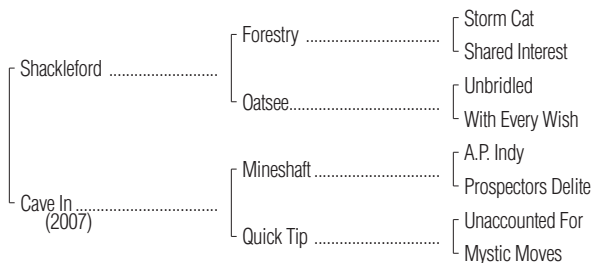 Storm Cat
Forestry ........................................
Shared Interest
Shackleford ................................
Unbridled
Oatsee.............................................
With Every Wish
A.P. Indy
Mineshaft .....................................
Prospectors Delite
Cave In ..........................................
(2007)
Unaccounted For
Quick Tip .....................................
Mystic Moves